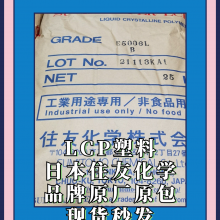 LIQUID CRYSTALLINE POLY
GRADE E5008L
B
LOT No. 21113KA1
NET 25
工業用途専用／非食品用
Industrial use only / No food
住友化学株式会
LCP塑料
日本住友化学
品牌原厂原包
现货秒发